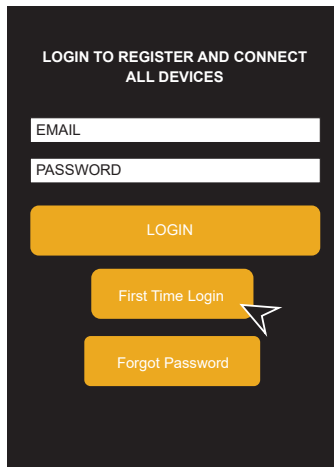 LOGIN TO REGISTER AND CONNECT
ALL DEVICES
EMAIL
PASSWORD
LOGIN
First Time Login
Forgot Password